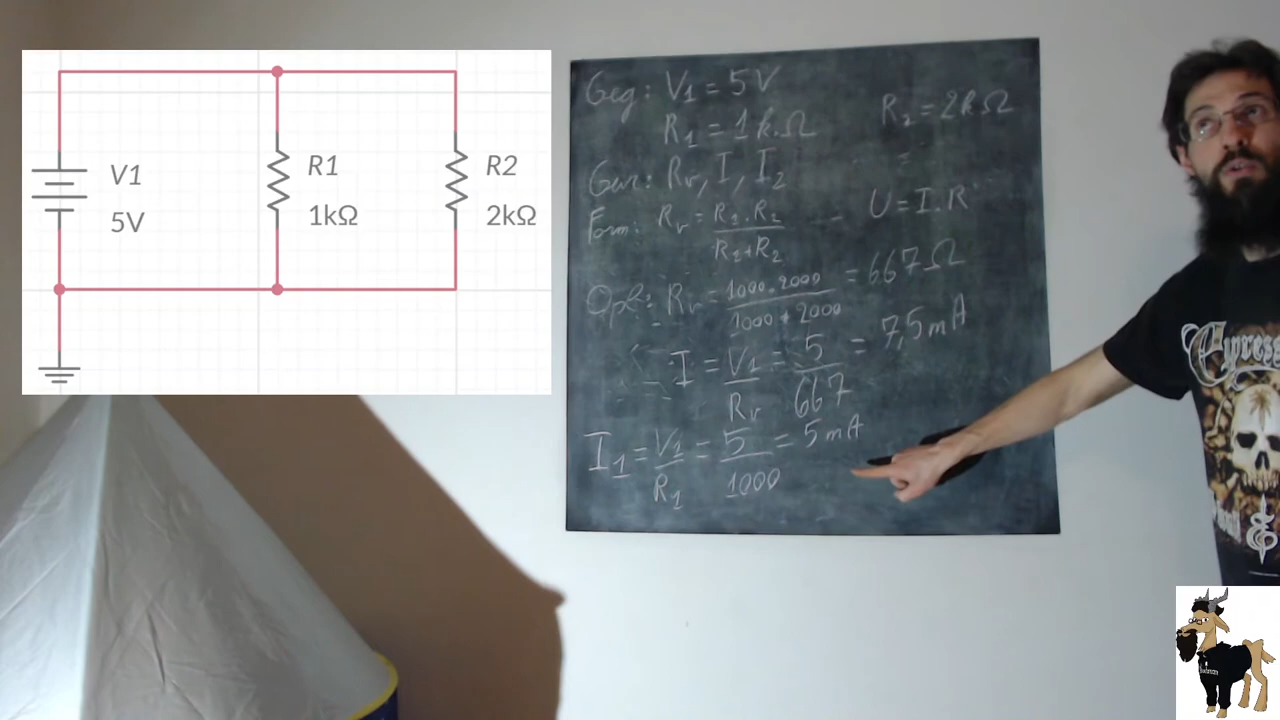 V1
5V
R1
1kΩ
R2
2kΩ
Geg: V1 = 5V
R1 = 1k.Ω R2 = 2kΩ
Gevr: Rv, I, I2
Form: Rv = R1.R2 / R1+R2 U = I.R
Opl: Rv = 1000.2000 / 1000+2000 = 667Ω
I = V1 / Rv = 5 / 667 = 7,5mA
I1 = V1 / R1 = 5 / 1000 = 5mA
Cypress